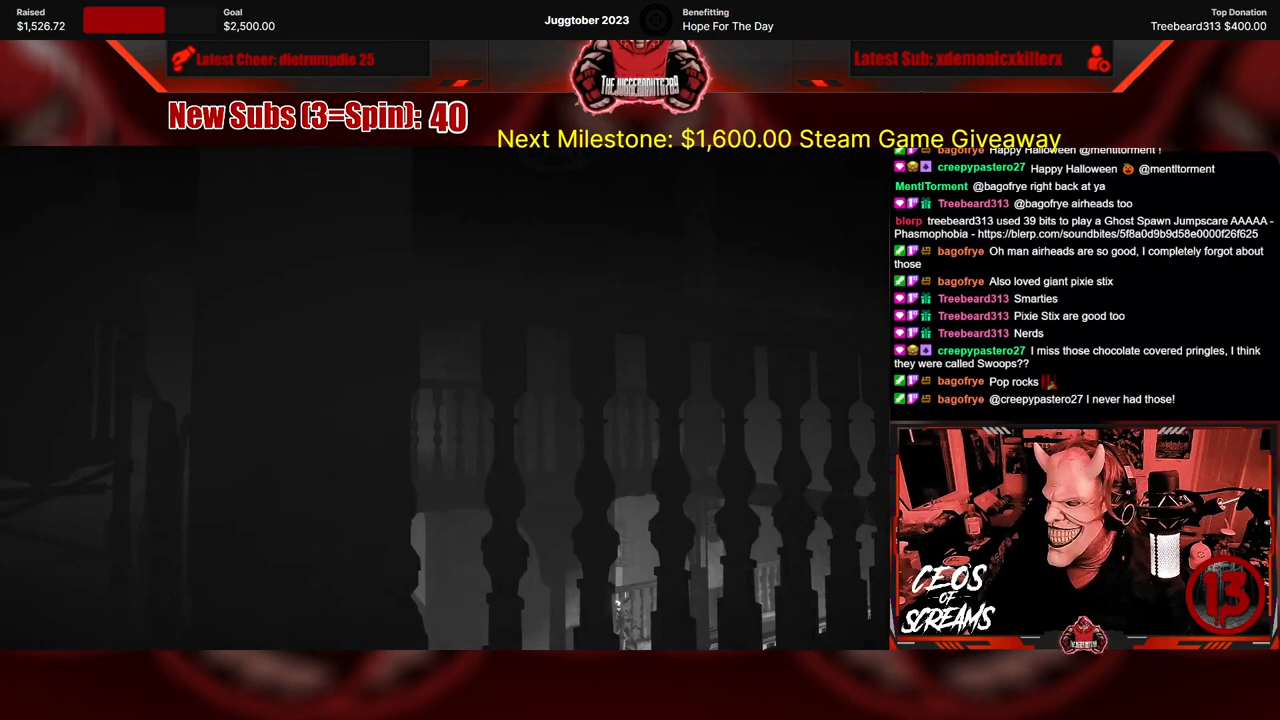 Raised
$1,526.72
Goal
$2,500.00
Juggtober 2023
Benefitting
Hope For The Day
Top Donation
Treebeard313 $400.00
Latest Cheer: dietrumpdie 25
THEJUGGERNAUT6789
Latest Sub: xdemonicxkillerx
New Subs (3=Spin): 40
Next Milestone: $1,600.00 Steam Game Giveaway
bagofrye Happy Halloween @mentltorment !
creepypastero27 Happy Halloween 🎃 @mentltorment
MentlTorment @bagofrye right back at ya
Treebeard313 @bagofrye airheads too
blerp treebeard313 used 39 bits to play a Ghost Spawn Jumpscare AAAAA -
Phasmophobia - https://blerp.com/soundbites/5f8a0d9b9d58e0000f26f625
bagofrye Oh man airheads are so good, I completely forgot about
those
bagofrye Also loved giant pixie stix
Treebeard313 Smarties
Treebeard313 Pixie Stix are good too
Treebeard313 Nerds
creepypastero27 I miss those chocolate covered pringles, I think
they were called Swoops??
bagofrye Pop rocks
bagofrye @creepypastero27 I never had those!
CEOS
OF
SCREAMS
13